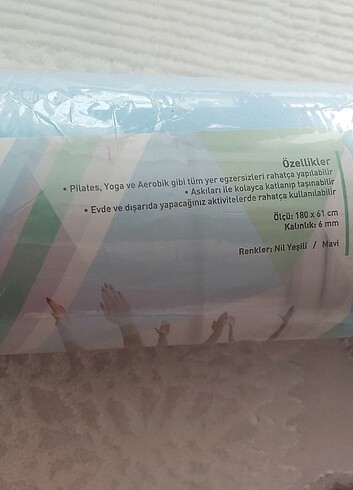 Özellikler
• Pilates, Yoga ve Aerobik gibi tüm yer egzersizleri rahatça yapılabilir
• Askıları ile kolayca katlanıp taşınabilir
• Evde ve dışarıda yapacağınız aktivitelerde rahatça kullanılabilir
Ölçü: 180 x 61 cm
Kalınlık: 6 mm
Renkler: Nil Yeşili / Mavi